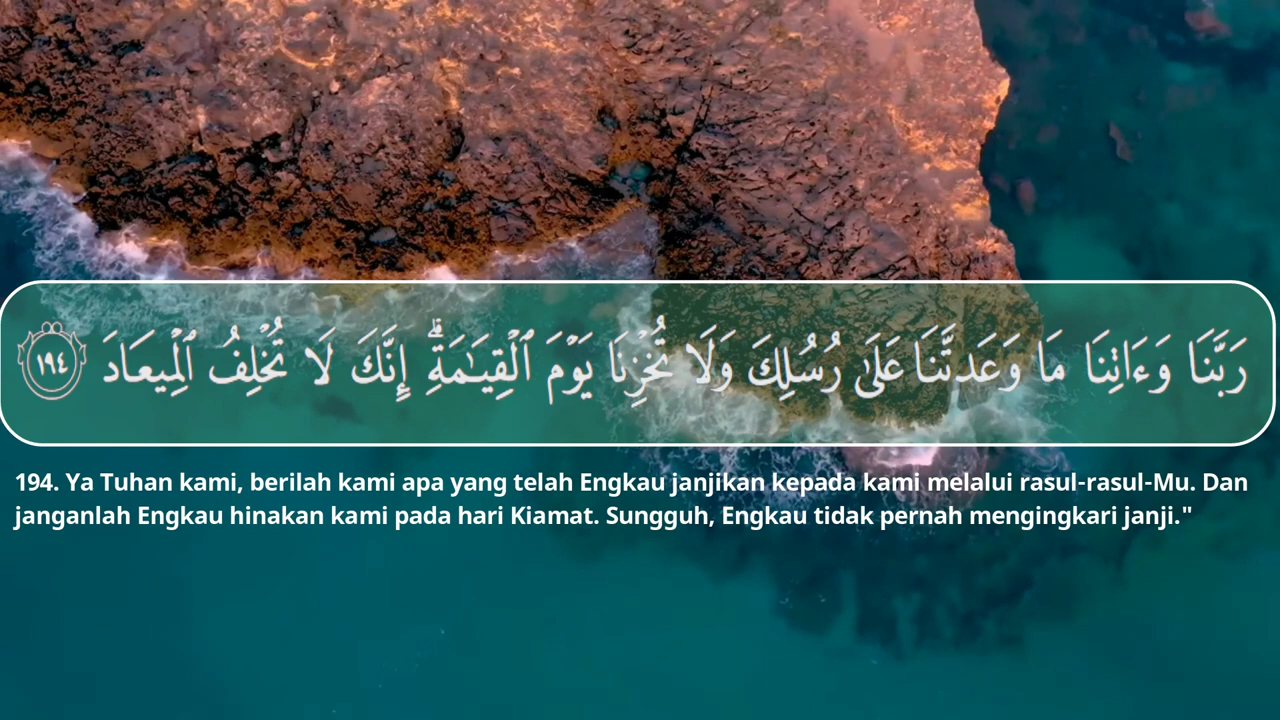 رَبَّنَا وَءَاتِنَا مَا وَعَدتَّنَا عَلَىٰ رُسُلِكَ وَلَا تُخْزِنَا يَوْمَ ٱلْقِيَـٰمَةِ ۗ إِنَّكَ لَا تُخْلِفُ ٱلْمِيعَادَ ١٩٤
194. Ya Tuhan kami, berilah kami apa yang telah Engkau janjikan kepada kami melalui rasul-rasul-Mu. Dan
janganlah Engkau hinakan kami pada hari Kiamat. Sungguh, Engkau tidak pernah mengingkari janji."